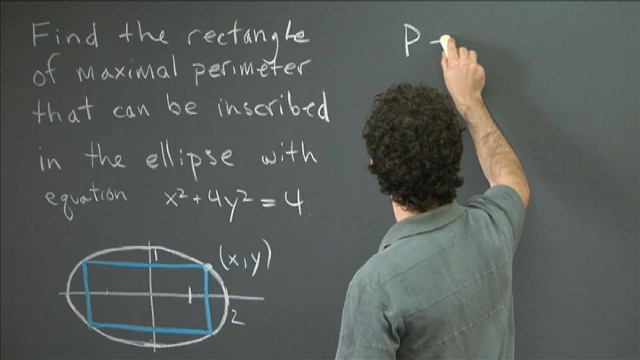 Find the rectangle
of maximal perimeter
that can be inscribed
in the ellipse with
equation x² + 4y² = 4.
1
(x,y)
1
2
P